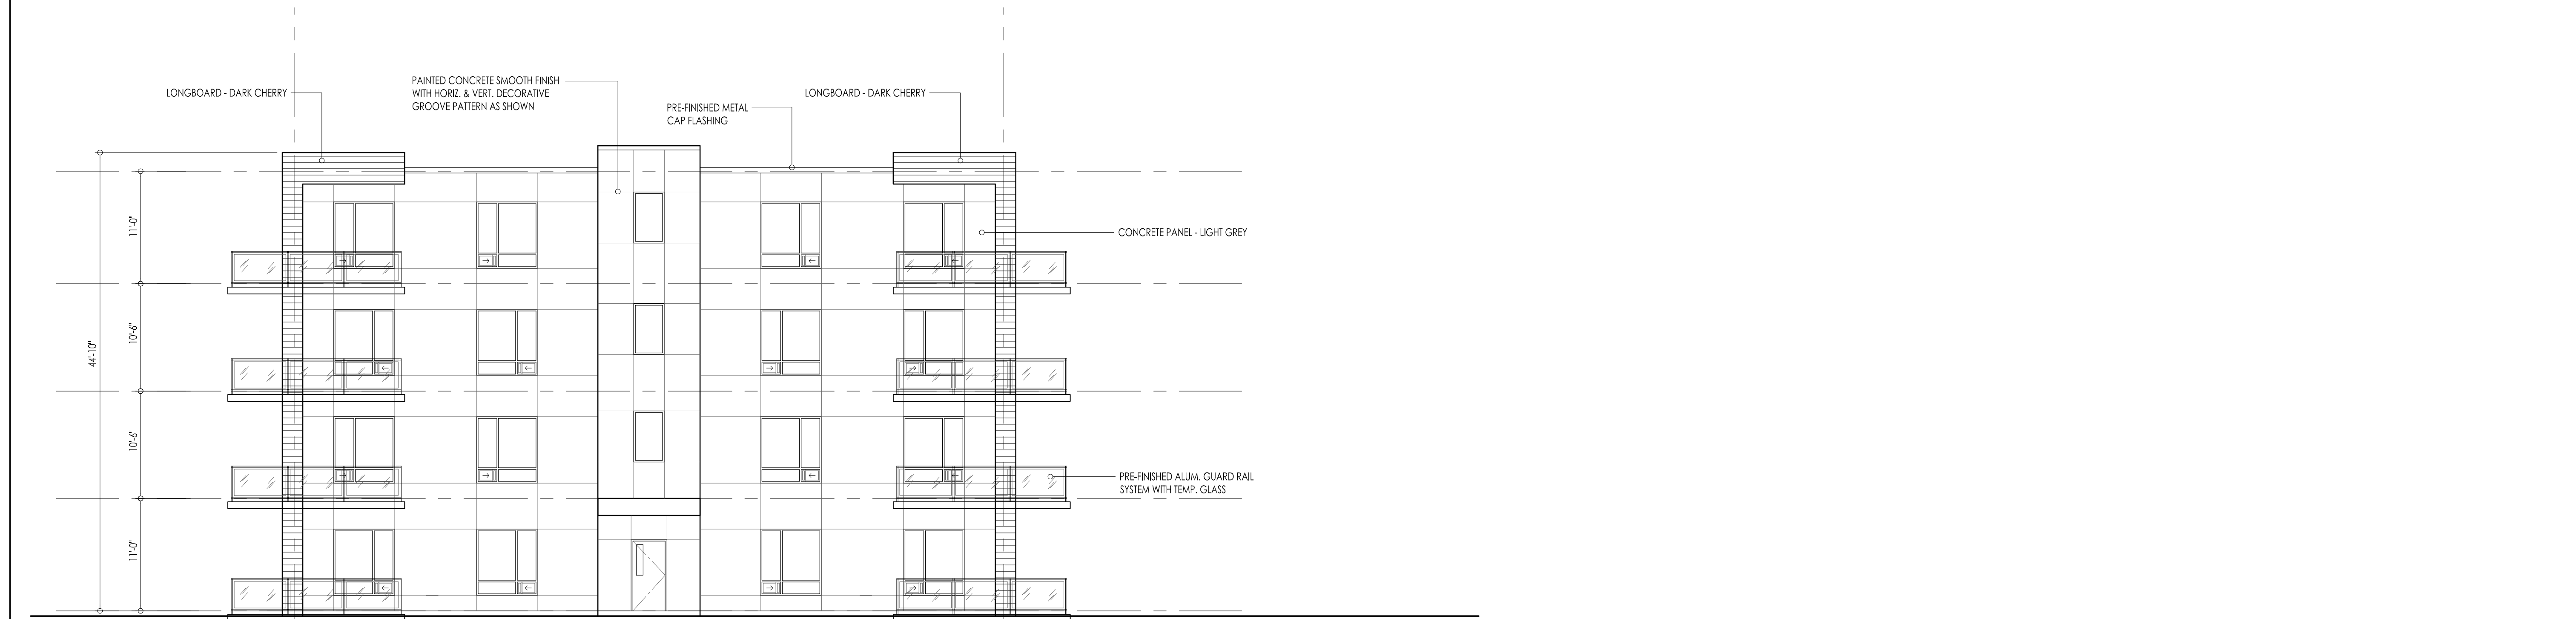 LONGBOARD - DARK CHERRY
PAINTED CONCRETE SMOOTH FINISH
WITH HORIZ. & VERT. DECORATIVE
GROOVE PATTERN AS SHOWN
PRE-FINISHED METAL
CAP FLASHING
LONGBOARD - DARK CHERRY
11'-0"
CONCRETE PANEL - LIGHT GREY
10'-6"
44'-10"
10'-6"
PRE-FINISHED ALUM. GUARD RAIL
SYSTEM WITH TEMP. GLASS
11'-0"